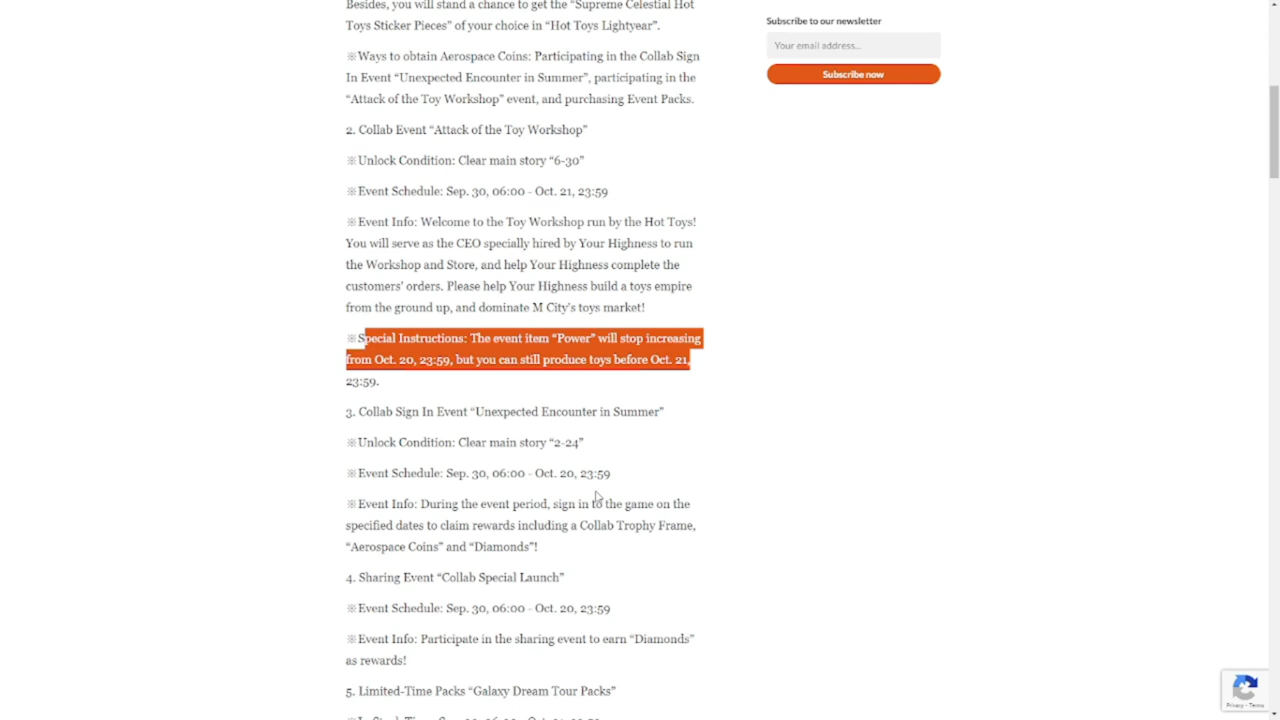 Besides, you will stand a chance to get the “Supreme Celestial Hot
Toys Sticker Pieces” of your choice in “Hot Toys Lightyear”.
※Ways to obtain Aerospace Coins: Participating in the Collab Sign
In Event “Unexpected Encounter in Summer”, participating in the
“Attack of the Toy Workshop” event, and purchasing Event Packs.
2. Collab Event “Attack of the Toy Workshop”
※Unlock Condition: Clear main story “6-30”
※Event Schedule: Sep. 30, 06:00 - Oct. 21, 23:59
※Event Info: Welcome to the Toy Workshop run by the Hot Toys!
You will serve as the CEO specially hired by Your Highness to run
the Workshop and Store, and help Your Highness complete the
customers’ orders. Please help Your Highness build a toys empire
from the ground up, and dominate M City’s toys market!
※Special Instructions: The event item “Power” will stop increasing
from Oct. 20, 23:59, but you can still produce toys before Oct. 21,
23:59.
3. Collab Sign In Event “Unexpected Encounter in Summer”
※Unlock Condition: Clear main story “2-24”
※Event Schedule: Sep. 30, 06:00 - Oct. 20, 23:59
※Event Info: During the event period, sign in to the game on the
specified dates to claim rewards including a Collab Trophy Frame,
“Aerospace Coins” and “Diamonds”!
4. Sharing Event “Collab Special Launch”
※Event Schedule: Sep. 30, 06:00 - Oct. 20, 23:59
※Event Info: Participate in the sharing event to earn “Diamonds”
as rewards!
5. Limited-Time Packs “Galaxy Dream Tour Packs”
Subscribe to our newsletter
Your email address...
Subscribe now
Privacy - Terms